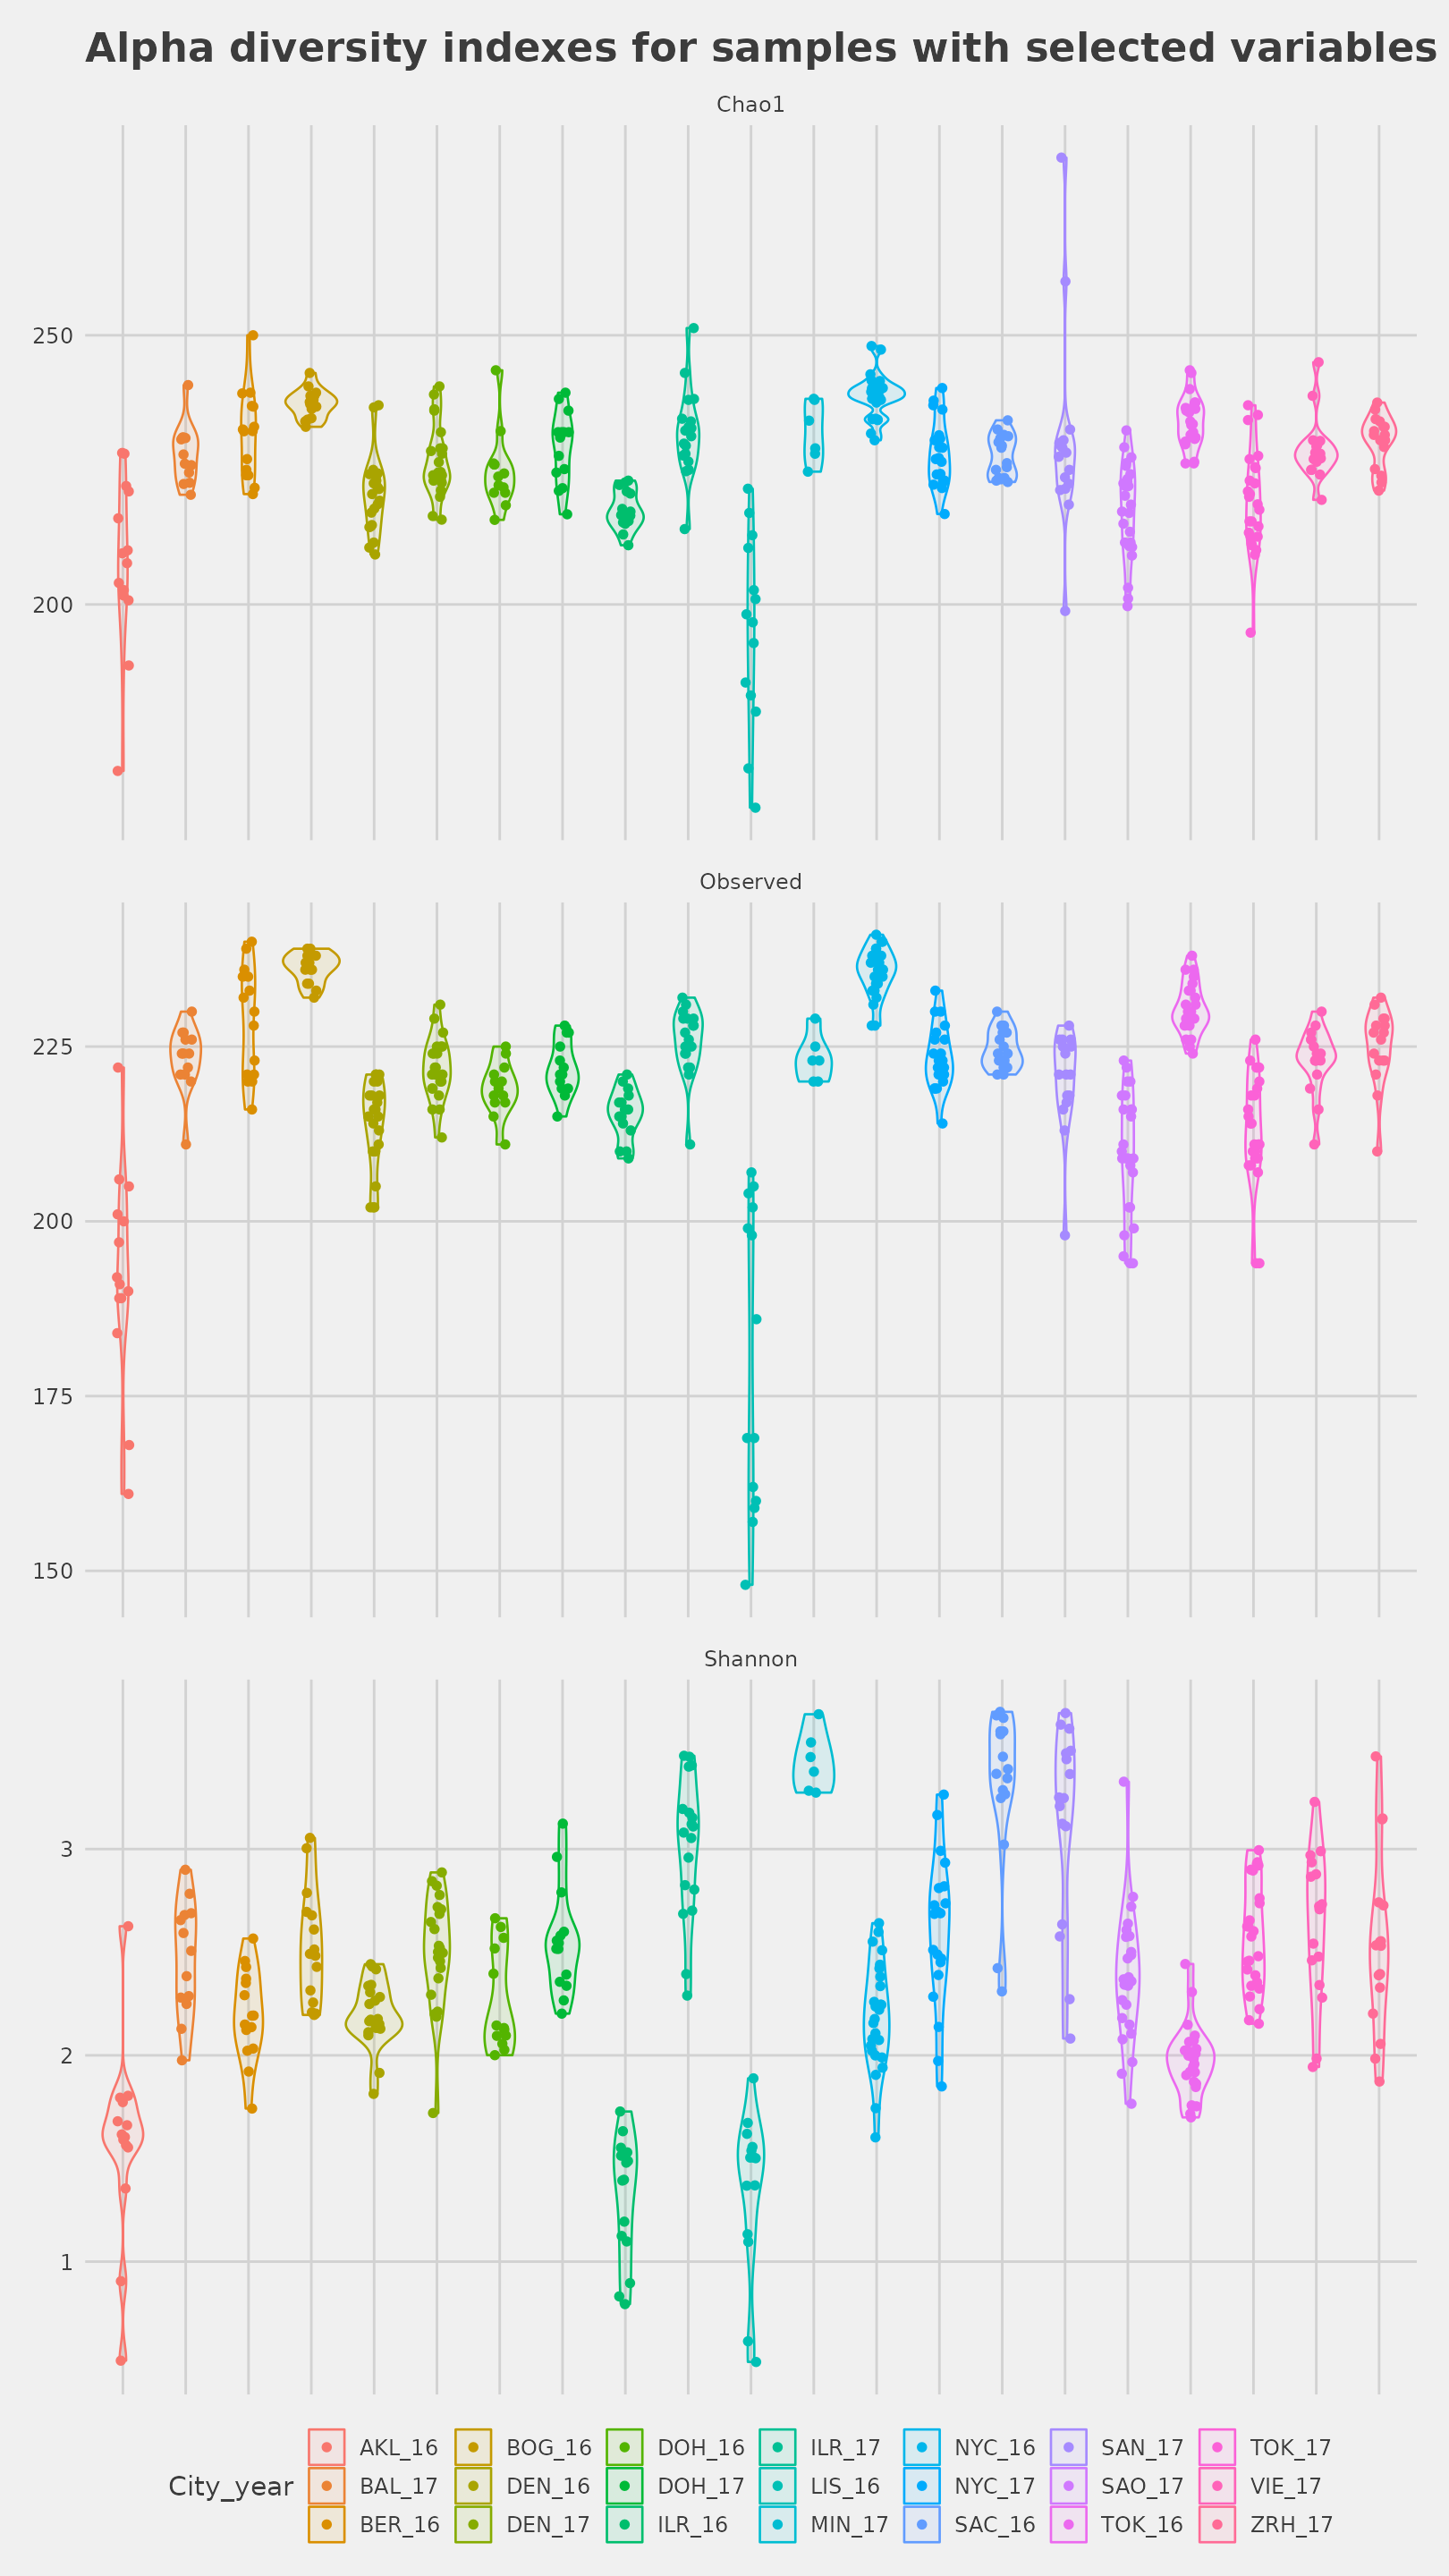 Alpha diversity indexes for samples with selected variables
Chao1
250
200
Observed
225
200
175
150
Shannon
3
2
1
City_year
AKL_16 BOG_16 DOH_16 ILR_17 NYC_16 SAN_17 TOK_17
BAL_17 DEN_16 DOH_17 LIS_16 NYC_17 SAO_17 VIE_17
BER_16 DEN_17 ILR_16 MIN_17 SAC_16 TOK_16 ZRH_17